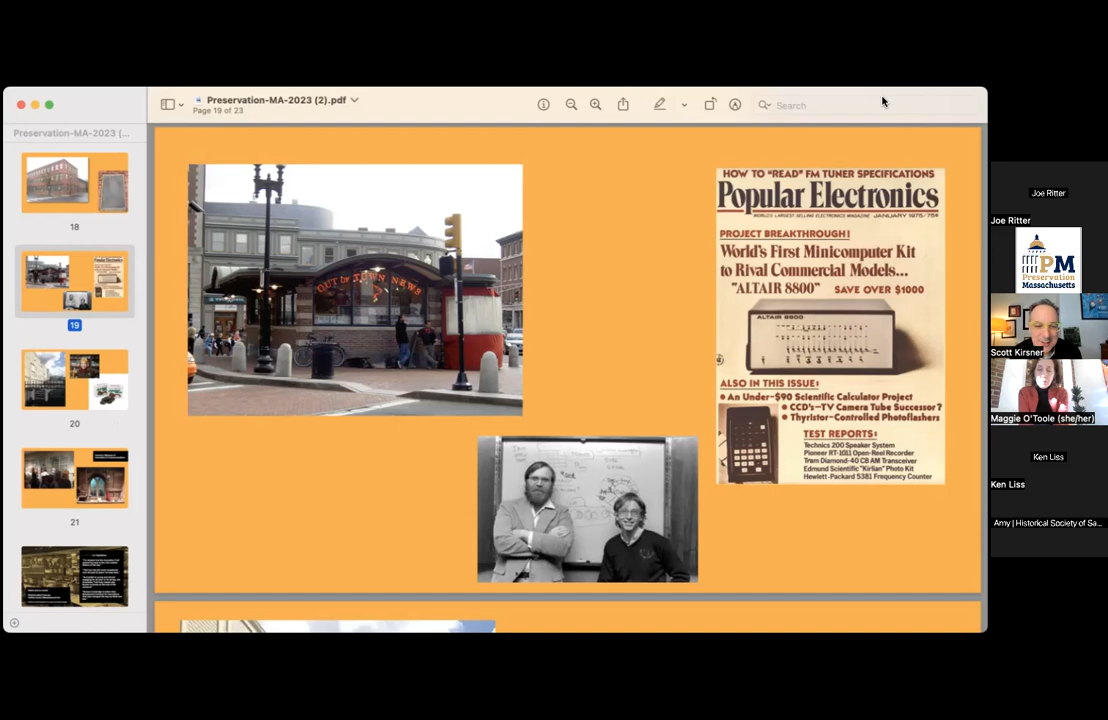 Preservation-MA-2023 (2).pdf
Page 19 of 23
Search
Preservation-MA-2023 (...
18
19
20
21
OUT OF TOWN NEWS
HOW TO "READ" FM TUNER SPECIFICATIONS
Popular Electronics
WORLD'S LARGEST-SELLING ELECTRONICS MAGAZINE JANUARY 1975/75¢
PROJECT BREAKTHROUGH!
World's First Minicomputer Kit
to Rival Commercial Models...
"ALTAIR 8800" SAVE OVER $1000
ALTAIR 8800
ALSO IN THIS ISSUE:
● An Under-$90 Scientific Calculator Project
● CCD's–TV Camera Tube Successor?
● Thyristor-Controlled Photoflashers
TEST REPORTS:
Technics 200 Speaker System
Pioneer RT-1011 Open-Reel Recorder
Tram Diamond-40 CB AM Transceiver
Edmund Scientific "Kirlian" Photo Kit
Hewlett-Packard 5381 Frequency Counter
Joe Ritter
Joe Ritter
PM
Preservation
Massachusetts
Scott Kirsner
Maggie O'Toole (she/her)
Ken Liss
Ken Liss
Amy | Historical Society of Sa...